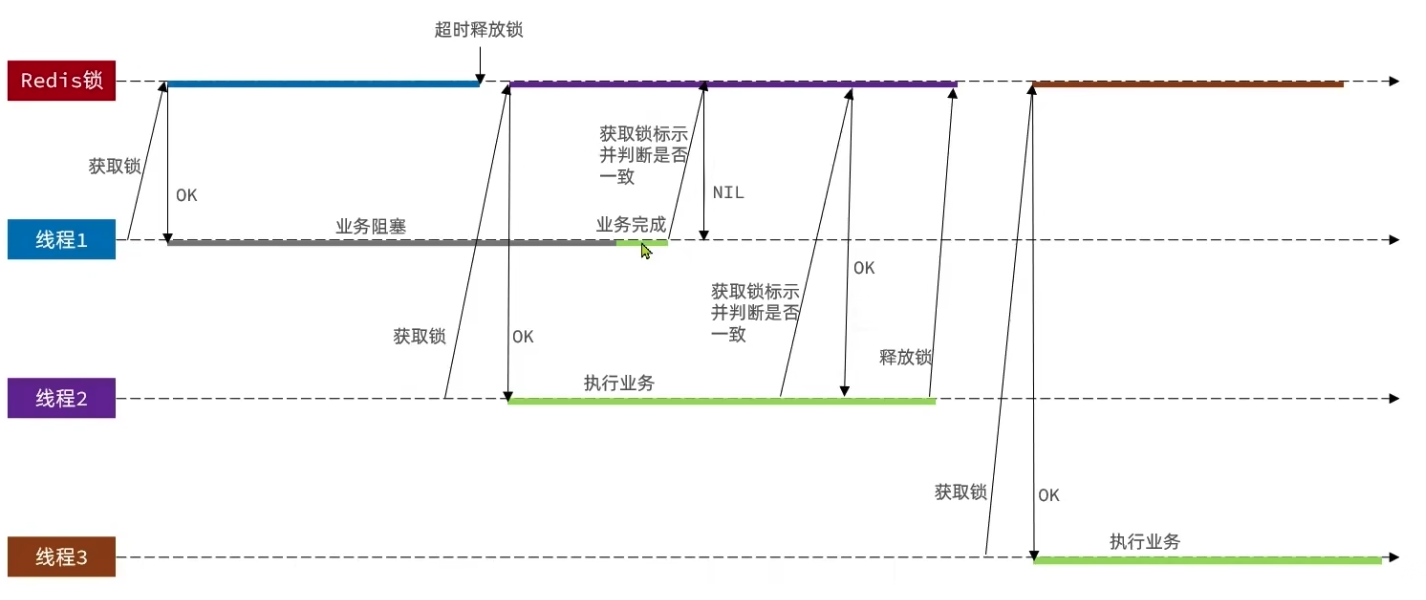 超时释放锁
Redis锁
获取锁
OK
获取锁标示
并判断是否
一致
NIL
线程1
业务阻塞
业务完成
获取锁
OK
获取锁标示
并判断是否
一致
OK
释放锁
线程2
执行业务
获取锁
OK
线程3
执行业务